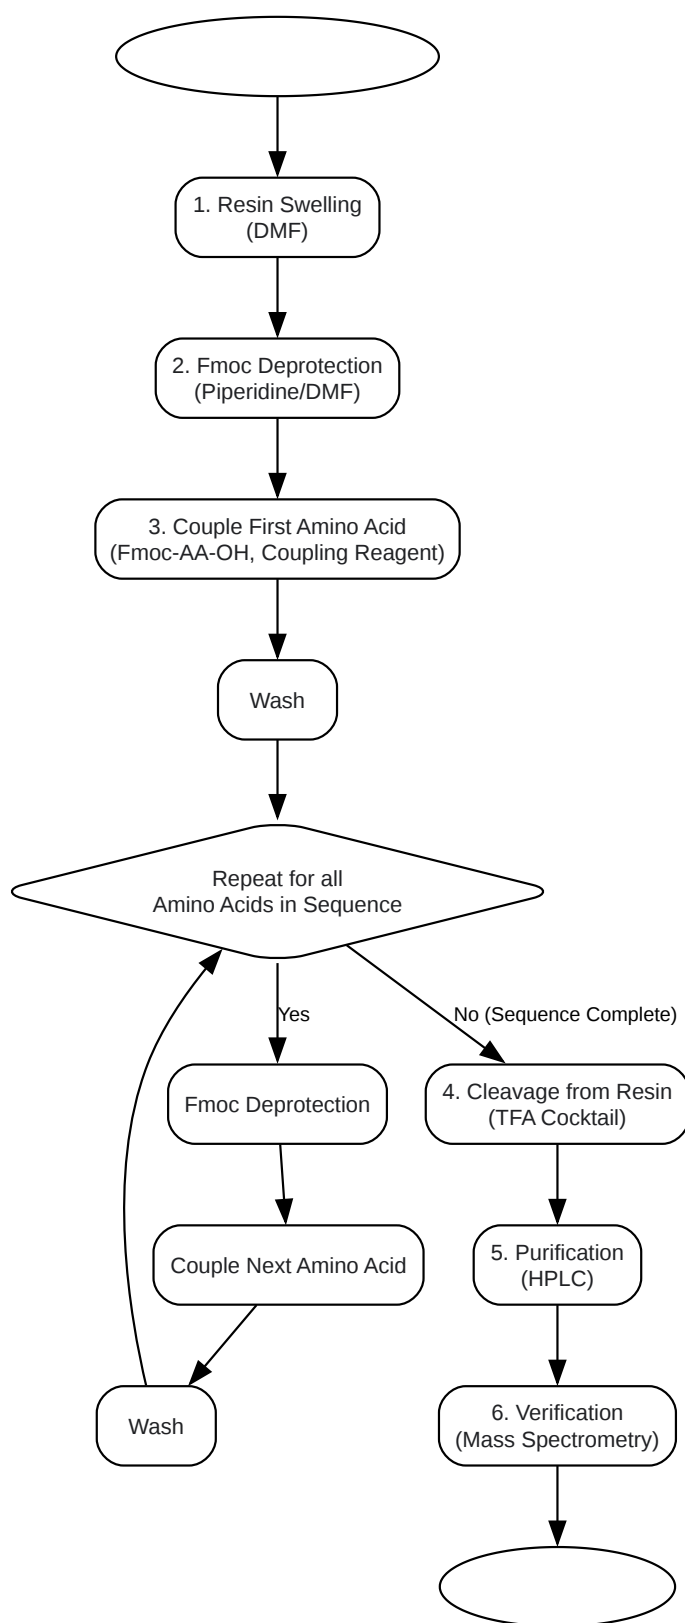 1. Resin Swelling
(DMF)
2. Fmoc Deprotection
(Piperidine/DMF)
3. Couple First Amino Acid
(Fmoc-AA-OH, Coupling Reagent)
Wash
Repeat for all
Amino Acids in Sequence
Yes
No (Sequence Complete)
Fmoc Deprotection
4. Cleavage from Resin
(TFA Cocktail)
Couple Next Amino Acid
5. Purification
(HPLC)
Wash
6. Verification
(Mass Spectrometry)